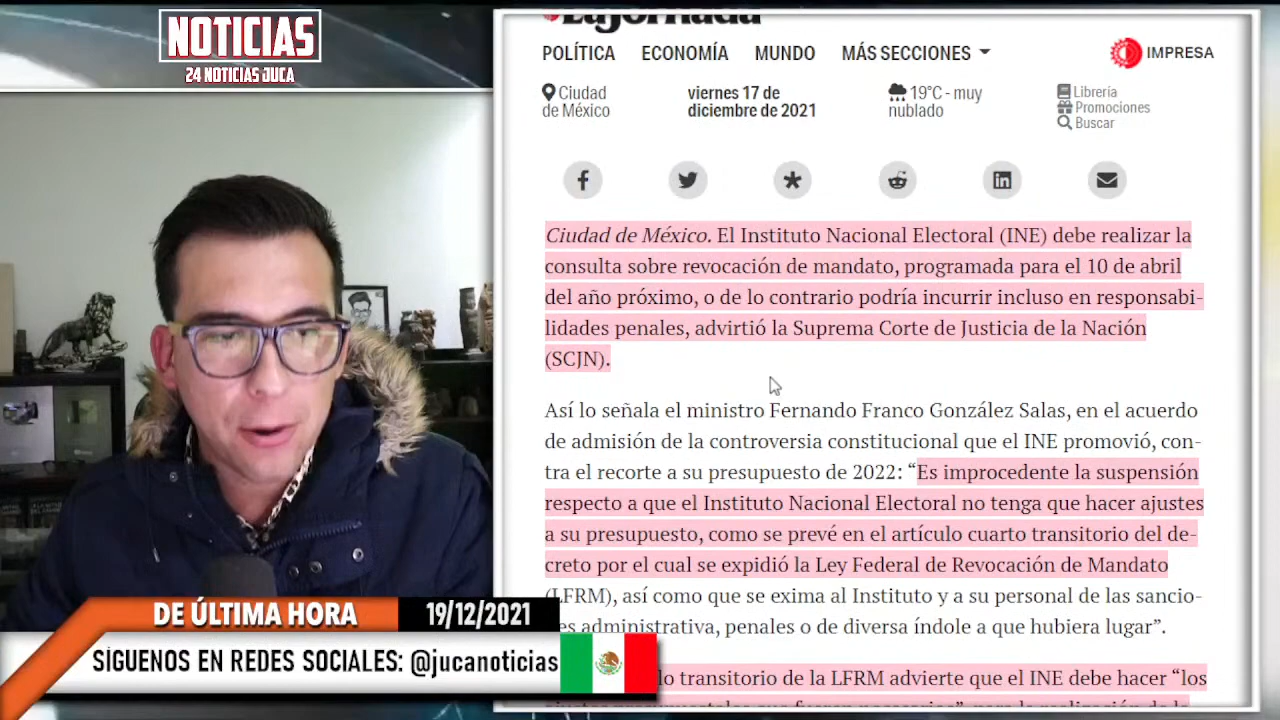 NOTICIAS
24 NOTICIAS JUCA
La Jornada
POLÍTICA ECONOMÍA MUNDO MÁS SECCIONES IMPRESA
Ciudad de México
viernes 17 de diciembre de 2021
19°C - muy nublado
Librería
Promociones
Buscar
Ciudad de México. El Instituto Nacional Electoral (INE) debe realizar la
consulta sobre revocación de mandato, programada para el 10 de abril
del año próximo, o de lo contrario podría incurrir incluso en responsabi-
lidades penales, advirtió la Suprema Corte de Justicia de la Nación
(SCJN).
Así lo señala el ministro Fernando Franco González Salas, en el acuerdo
de admisión de la controversia constitucional que el INE promovió, con-
tra el recorte a su presupuesto de 2022: “Es improcedente la suspensión
respecto a que el Instituto Nacional Electoral no tenga que hacer ajustes
a su presupuesto, como se prevé en el artículo cuarto transitorio del de-
creto por el cual se expidió la Ley Federal de Revocación de Mandato
(LFRM), así como que se exima al Instituto y a su personal de las sancio-
es administrativa, penales o de diversa índole a que hubiera lugar”.
lo transitorio de la LFRM advierte que el INE debe hacer “los
DE ÚLTIMA HORA 19/12/2021
SÍGUENOS EN REDES SOCIALES: @jucanoticias